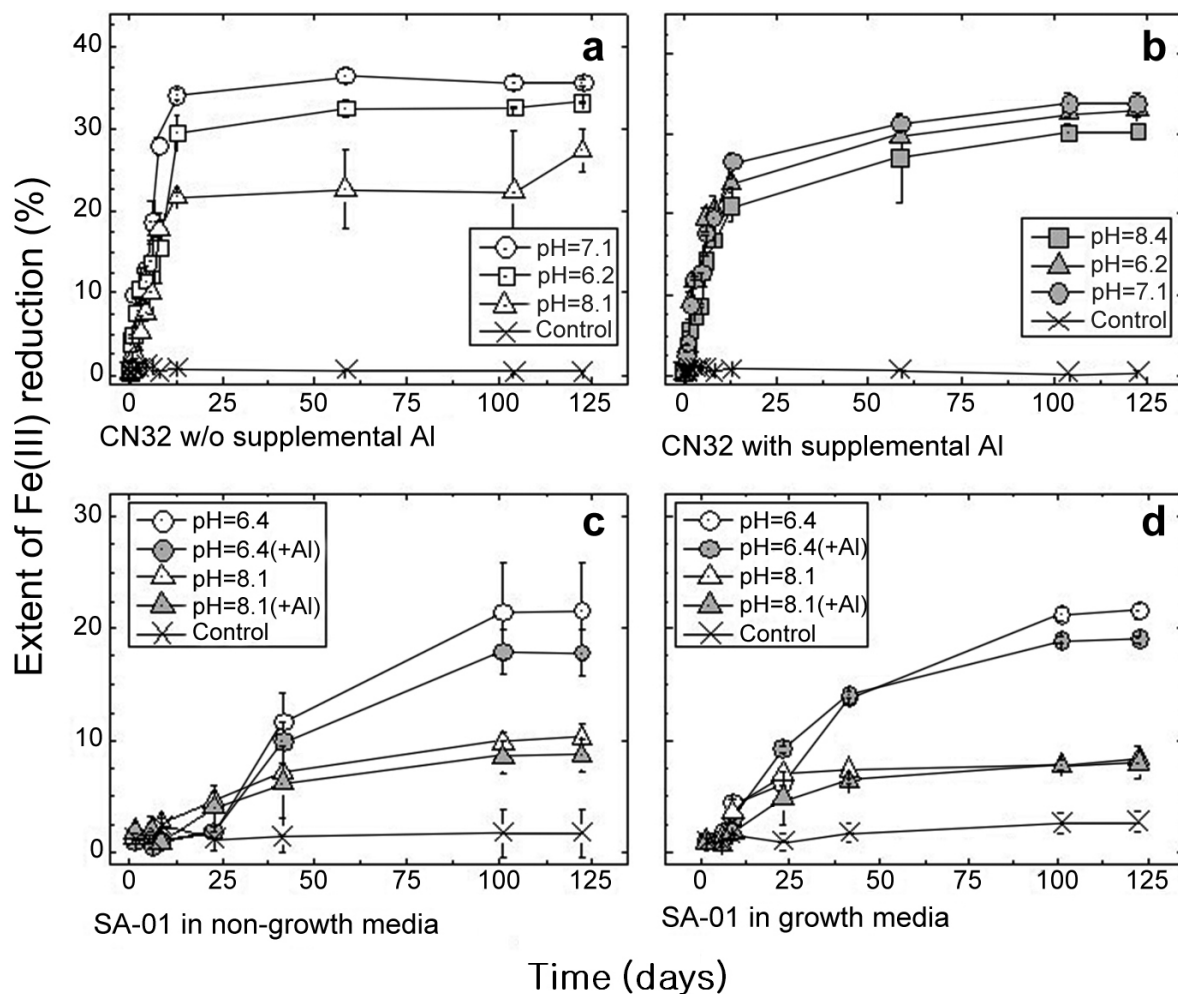 Extent of Fe(III) reduction (%)
a
40
30
20
10
0
0 25 50 75 100 125
pH=7.1
pH=6.2
pH=8.1
Control
CN32 w/o supplemental Al
b
0 25 50 75 100 125
pH=8.4
pH=6.2
pH=7.1
Control
CN32 with supplemental Al
c
30
20
10
0
0 25 50 75 100 125
pH=6.4
pH=6.4(+Al)
pH=8.1
pH=8.1(+Al)
Control
SA-01 in non-growth media
d
0 25 50 75 100 125
pH=6.4
pH=6.4(+Al)
pH=8.1
pH=8.1(+Al)
Control
SA-01 in growth media
Time (days)